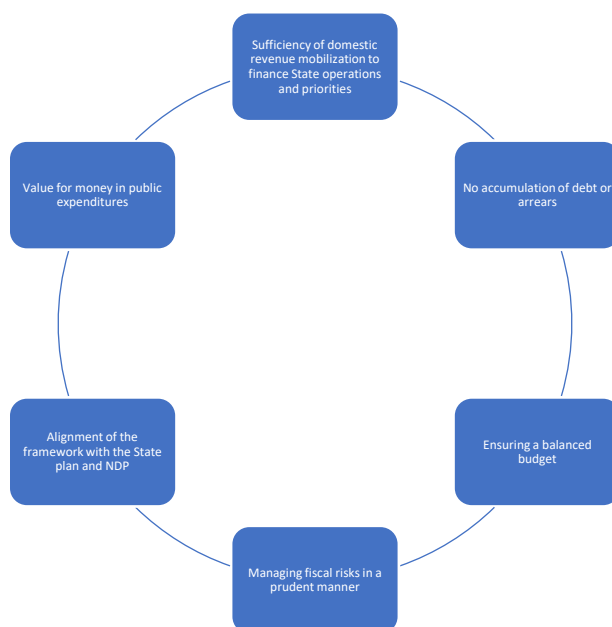 Sufficiency of domestic
revenue mobilization to
finance State operations
and priorities
No accumulation of debt or
arrears
Ensuring a balanced
budget
Managing fiscal risks in a
prudent manner
Alignment of the
framework with the State
plan and NDP
Value for money in public
expenditures